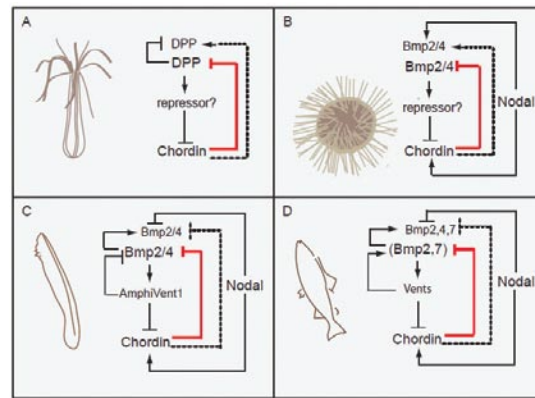 A
DPP
DPP
repressor?
Chordin
B
Bmp2/4
Bmp2/4
repressor?
Chordin
Nodal
C
Bmp2/4
Bmp2/4
AmphiVent1
Chordin
Nodal
D
Bmp2,4,7
(Bmp2,7)
Vents
Chordin
Nodal